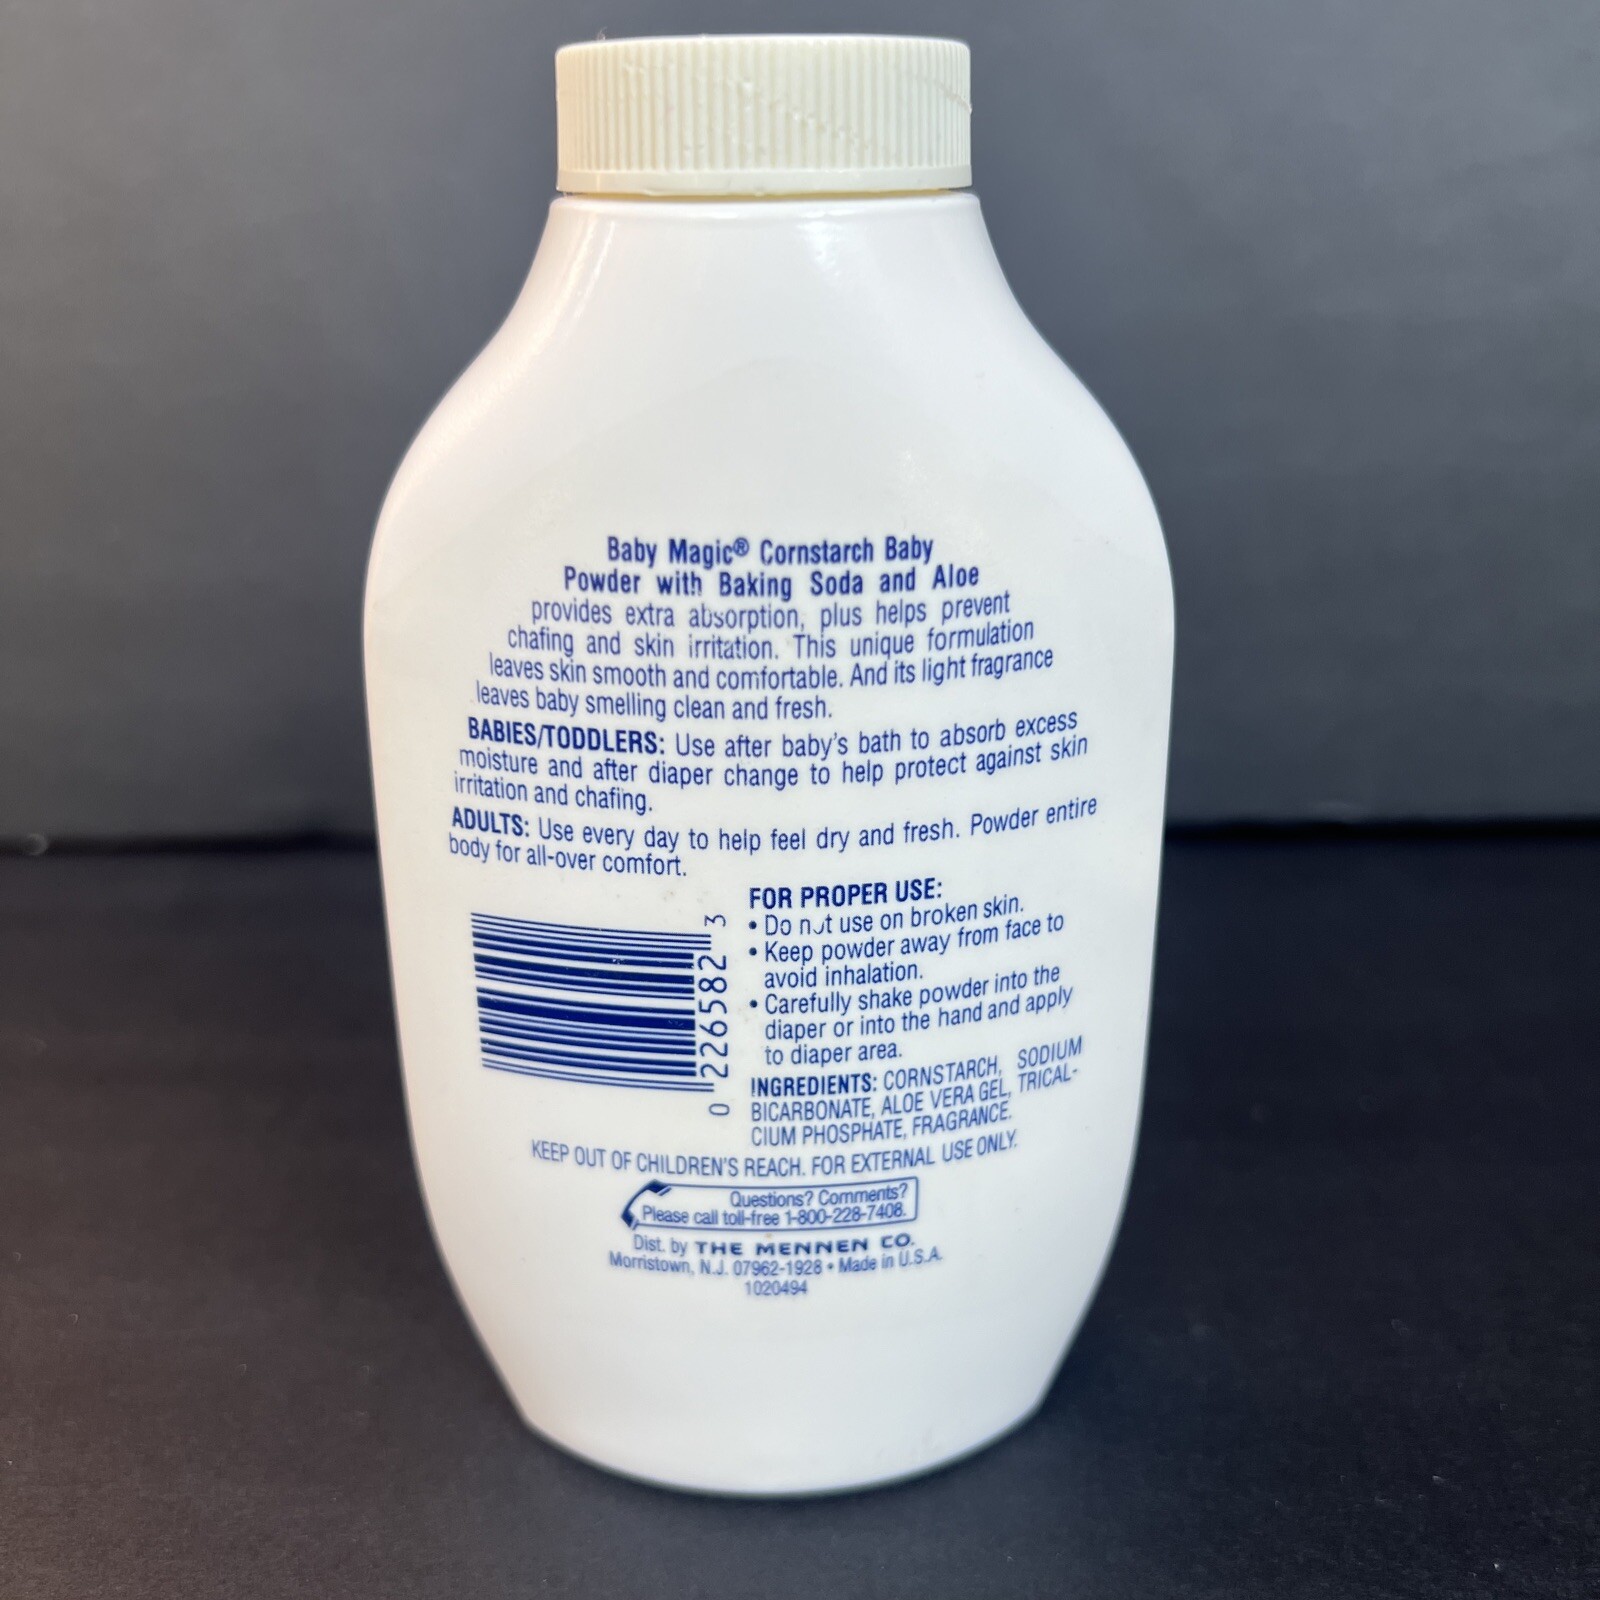 Baby Magic® Cornstarch Baby
Powder with Baking Soda and Aloe
provides extra absorption, plus helps prevent
chafing and skin irritation. This unique formulation
leaves skin smooth and comfortable. And its light fragrance
leaves baby smelling clean and fresh.
BABIES/TODDLERS: Use after baby's bath to absorb excess
moisture and after diaper change to help protect against skin
irritation and chafing.
ADULTS: Use every day to help feel dry and fresh. Powder entire
body for all-over comfort.
0 226582 3
FOR PROPER USE:
• Do not use on broken skin.
• Keep powder away from face to
avoid inhalation.
• Carefully shake powder into the
diaper or into the hand and apply
to diaper area.
INGREDIENTS: CORNSTARCH, SODIUM
BICARBONATE, ALOE VERA GEL, TRICAL-
CIUM PHOSPHATE, FRAGRANCE.
KEEP OUT OF CHILDREN'S REACH. FOR EXTERNAL USE ONLY.
Questions? Comments?
Please call toll-free 1-800-228-7408.
Dist. by THE MENNEN CO.
Morristown, N.J. 07962-1928 • Made in U.S.A.
1020494